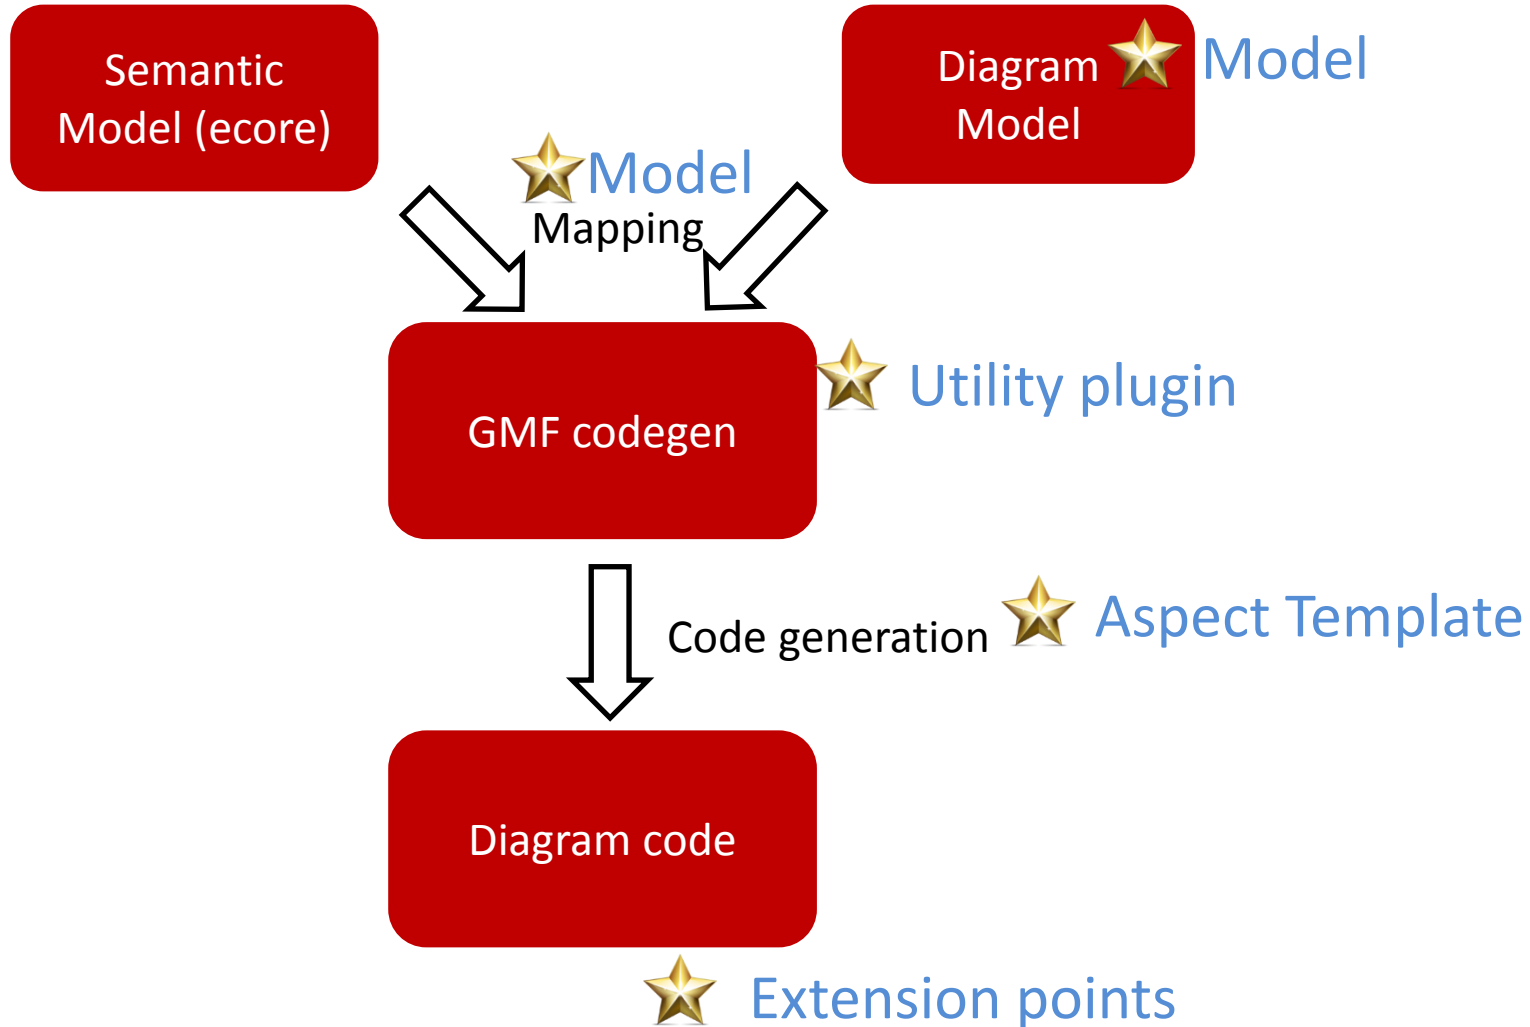 Semantic
Model (ecore)
Diagram
Model
Model
Model
Mapping
GMF codegen
Utility plugin
Code generation
Aspect Template
Diagram code
Extension points